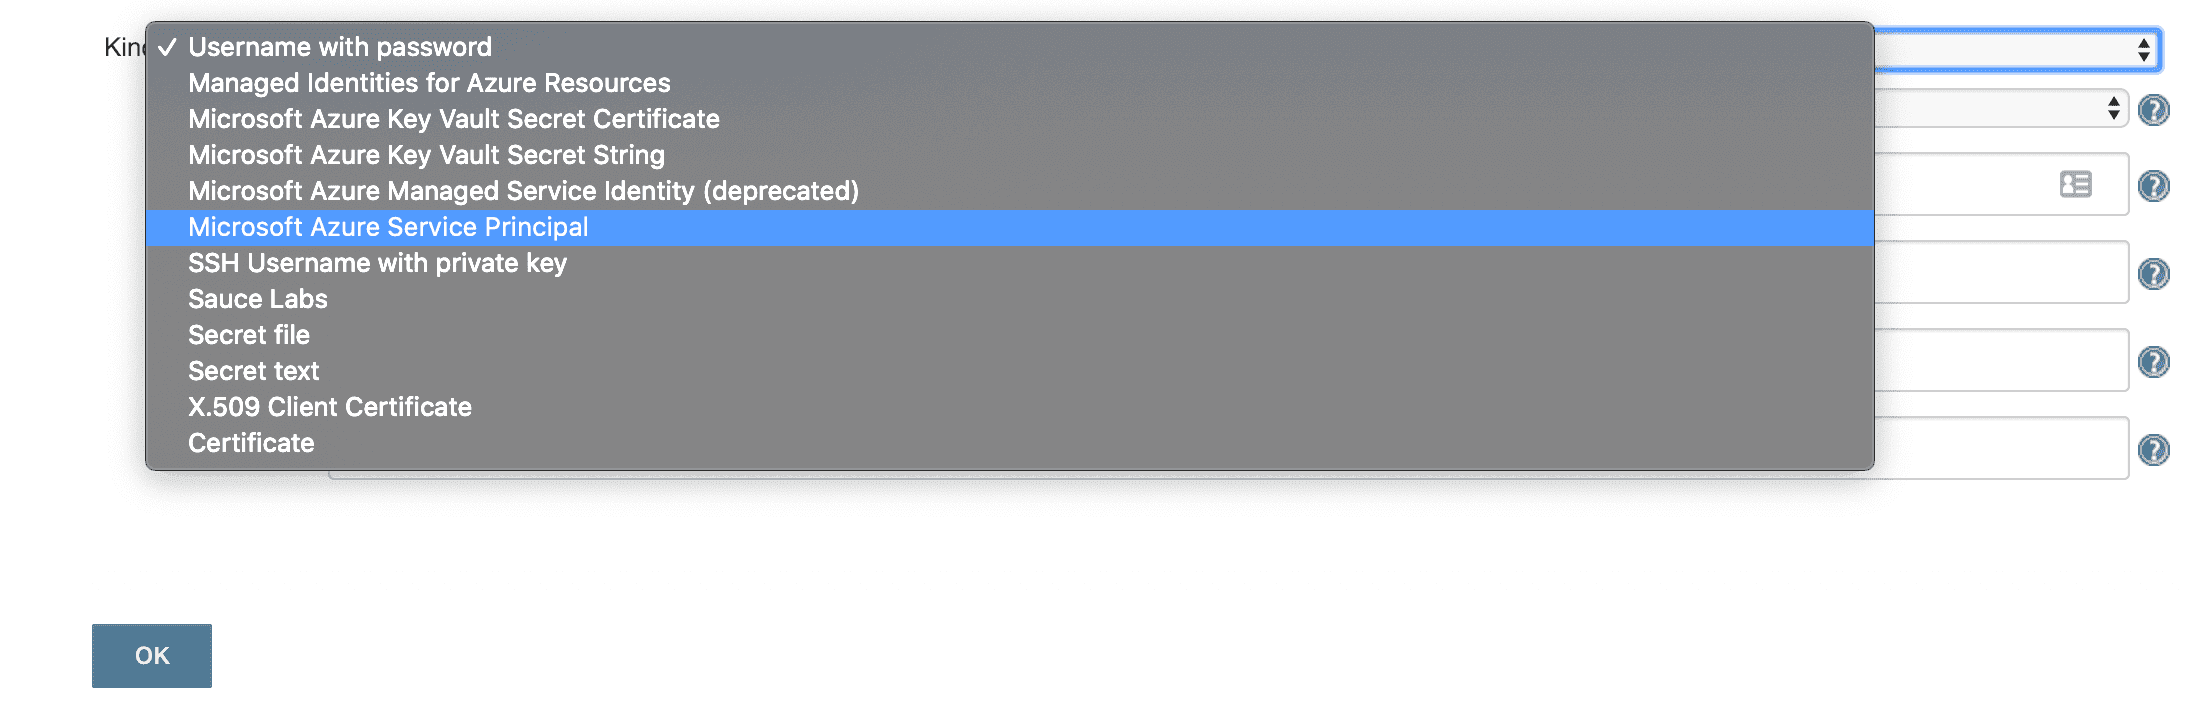 ✓ Username with password
Managed Identities for Azure Resources
Microsoft Azure Key Vault Secret Certificate
Microsoft Azure Key Vault Secret String
Microsoft Azure Managed Service Identity (deprecated)
Microsoft Azure Service Principal
SSH Username with private key
Sauce Labs
Secret file
Secret text
X.509 Client Certificate
Certificate
OK